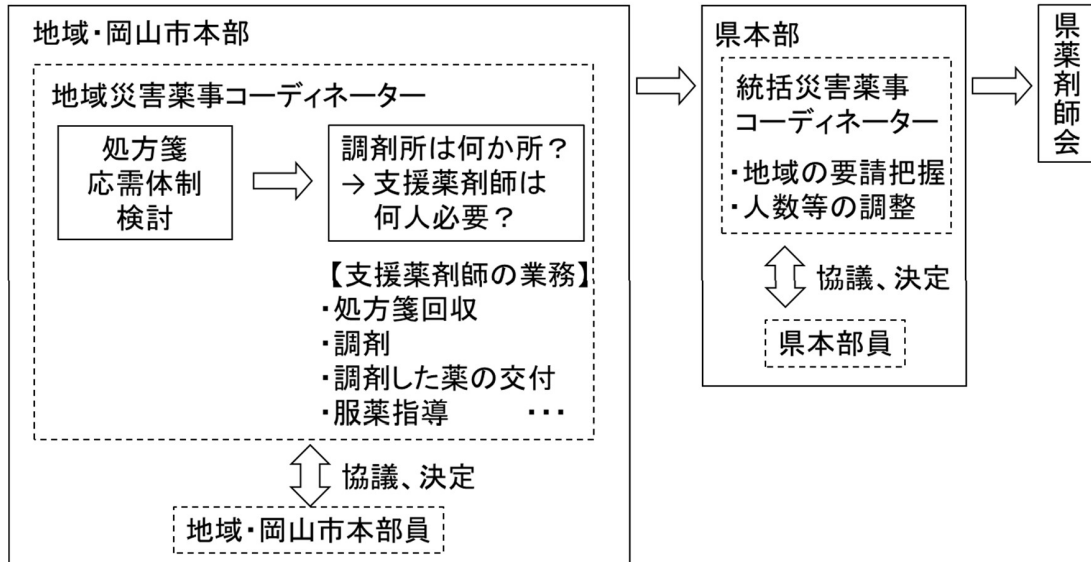 地域・岡山市本部
地域災害薬事コーディネーター
処方箋
応需体制
検討
調剤所は何か所？
→ 支援薬剤師は
何人必要？
【支援薬剤師の業務】
・処方箋回収
・調剤
・調剤した薬の交付
・服薬指導　　・・・
協議、決定
地域・岡山市本部員
県本部
統括災害薬事
コーディネーター
・地域の要請把握
・人数等の調整
協議、決定
県本部員
県薬剤師会